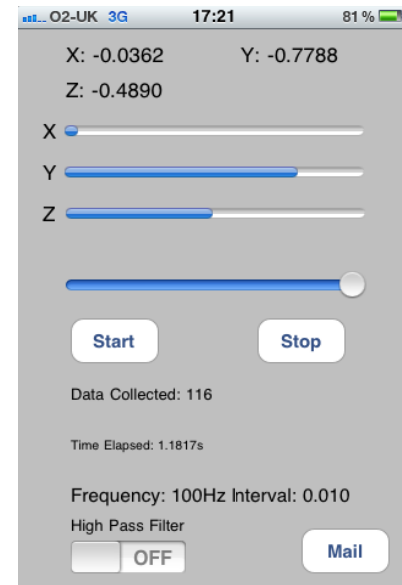 O2-UK 3G 17:21 81 %
X: -0.0362 Y: -0.7788
Z: -0.4890
X
Y
Z
Start Stop
Data Collected: 116
Time Elapsed: 1.1817s
Frequency: 100Hz Interval: 0.010
High Pass Filter
OFF Mail